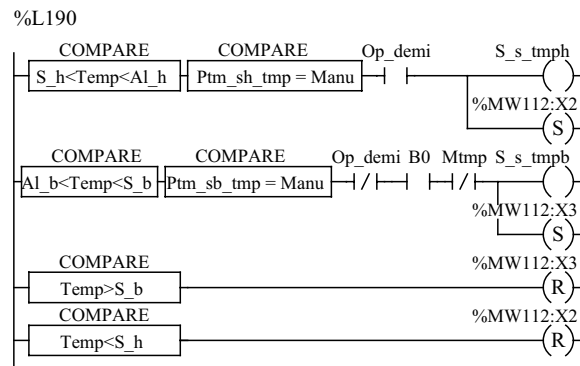 %L190
COMPARE COMPARE Op_demi S_s_tmph
S_h<Temp<Al_h Ptm_sh_tmp = Manu
%MW112:X2
S
COMPARE COMPARE Op_demi B0 Mtmp S_s_tmpb
Al_b<Temp<S_b Ptm_sb_tmp = Manu
%MW112:X3
S
COMPARE %MW112:X3
Temp>S_b R
COMPARE %MW112:X2
Temp<S_h R